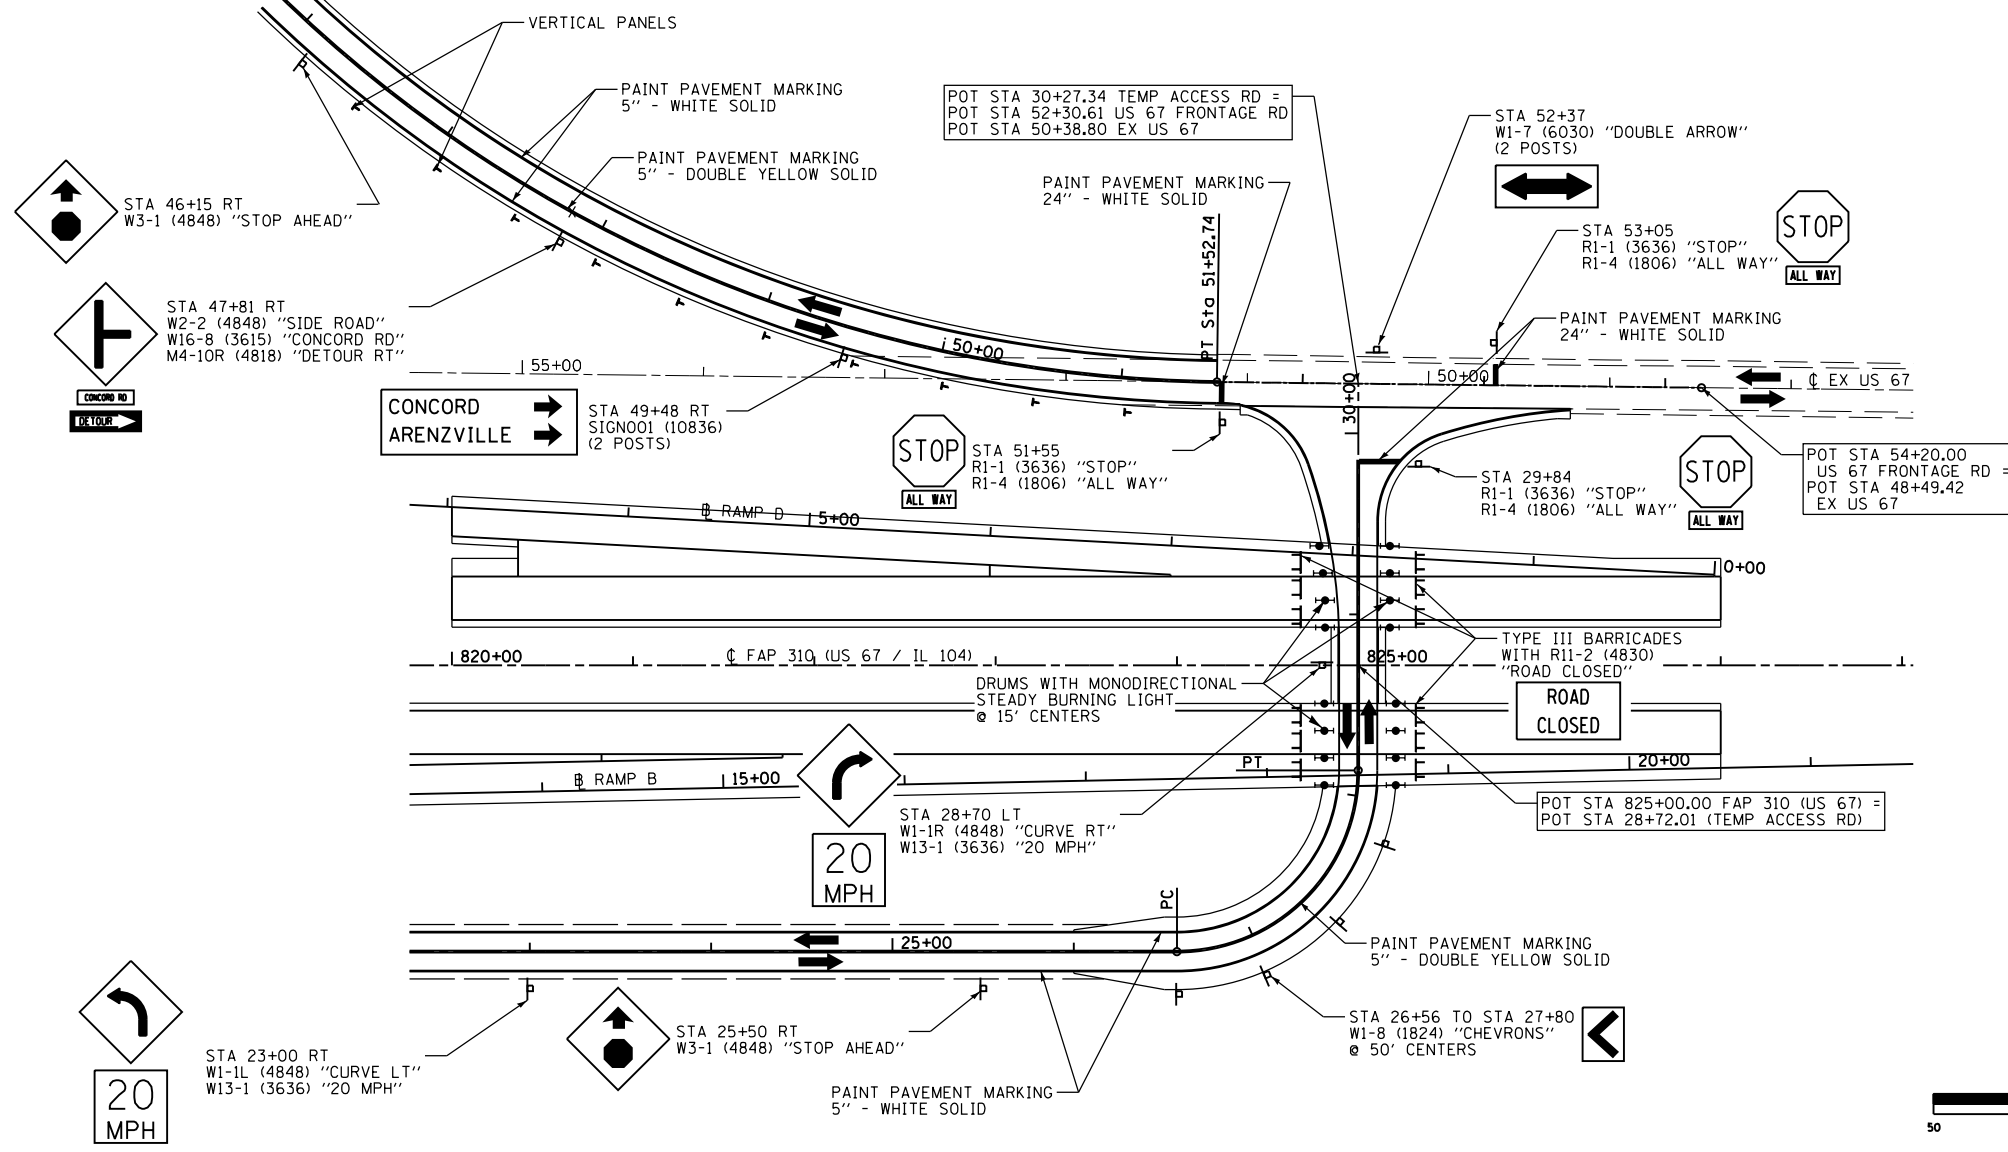 VERTICAL PANELS
PAINT PAVEMENT MARKING
5" - WHITE SOLID
PAINT PAVEMENT MARKING
5" - DOUBLE YELLOW SOLID
POT STA 30+27.34 TEMP ACCESS RD =
POT STA 52+30.61 US 67 FRONTAGE RD
POT STA 50+38.80 EX US 67
STA 52+37
W1-7 (6030) "DOUBLE ARROW"
(2 POSTS)
PAINT PAVEMENT MARKING
24" - WHITE SOLID
STA 46+15 RT
W3-1 (4848) "STOP AHEAD"
PT Sta 51+52.74
STA 53+05
R1-1 (3636) "STOP"
R1-4 (1806) "ALL WAY"
STOP
ALL WAY
STA 47+81 RT
W2-2 (4848) "SIDE ROAD"
W16-8 (3615) "CONCORD RD"
M4-10R (4818) "DETOUR RT"
CONCORD RD
DETOUR
PAINT PAVEMENT MARKING
24" - WHITE SOLID
50+00
55+00
50+00
℄ EX US 67
30+00
CONCORD
ARENZVILLE
STA 49+48 RT
SIGN001 (10836)
(2 POSTS)
STOP
ALL WAY
STA 51+55
R1-1 (3636) "STOP"
R1-4 (1806) "ALL WAY"
STA 29+84
R1-1 (3636) "STOP"
R1-4 (1806) "ALL WAY"
STOP
ALL WAY
POT STA 54+20.00
US 67 FRONTAGE RD =
POT STA 48+49.42
EX US 67
B̲L RAMP D
5+00
0+00
820+00
℄ FAP 310 (US 67 / IL 104)
825+00
TYPE III BARRICADES
WITH R11-2 (4830)
"ROAD CLOSED"
ROAD
CLOSED
DRUMS WITH MONODIRECTIONAL
STEADY BURNING LIGHT
@ 15' CENTERS
PT
20+00
B̲L RAMP B
15+00
STA 28+70 LT
W1-1R (4848) "CURVE RT"
W13-1 (3636) "20 MPH"
20
MPH
POT STA 825+00.00 FAP 310 (US 67) =
POT STA 28+72.01 (TEMP ACCESS RD)
PC
25+00
PAINT PAVEMENT MARKING
5" - DOUBLE YELLOW SOLID
STA 26+56 TO STA 27+80
W1-8 (1824) "CHEVRONS"
@ 50' CENTERS
STA 25+50 RT
W3-1 (4848) "STOP AHEAD"
STA 23+00 RT
W1-1L (4848) "CURVE LT"
W13-1 (3636) "20 MPH"
20
MPH
PAINT PAVEMENT MARKING
5" - WHITE SOLID
50